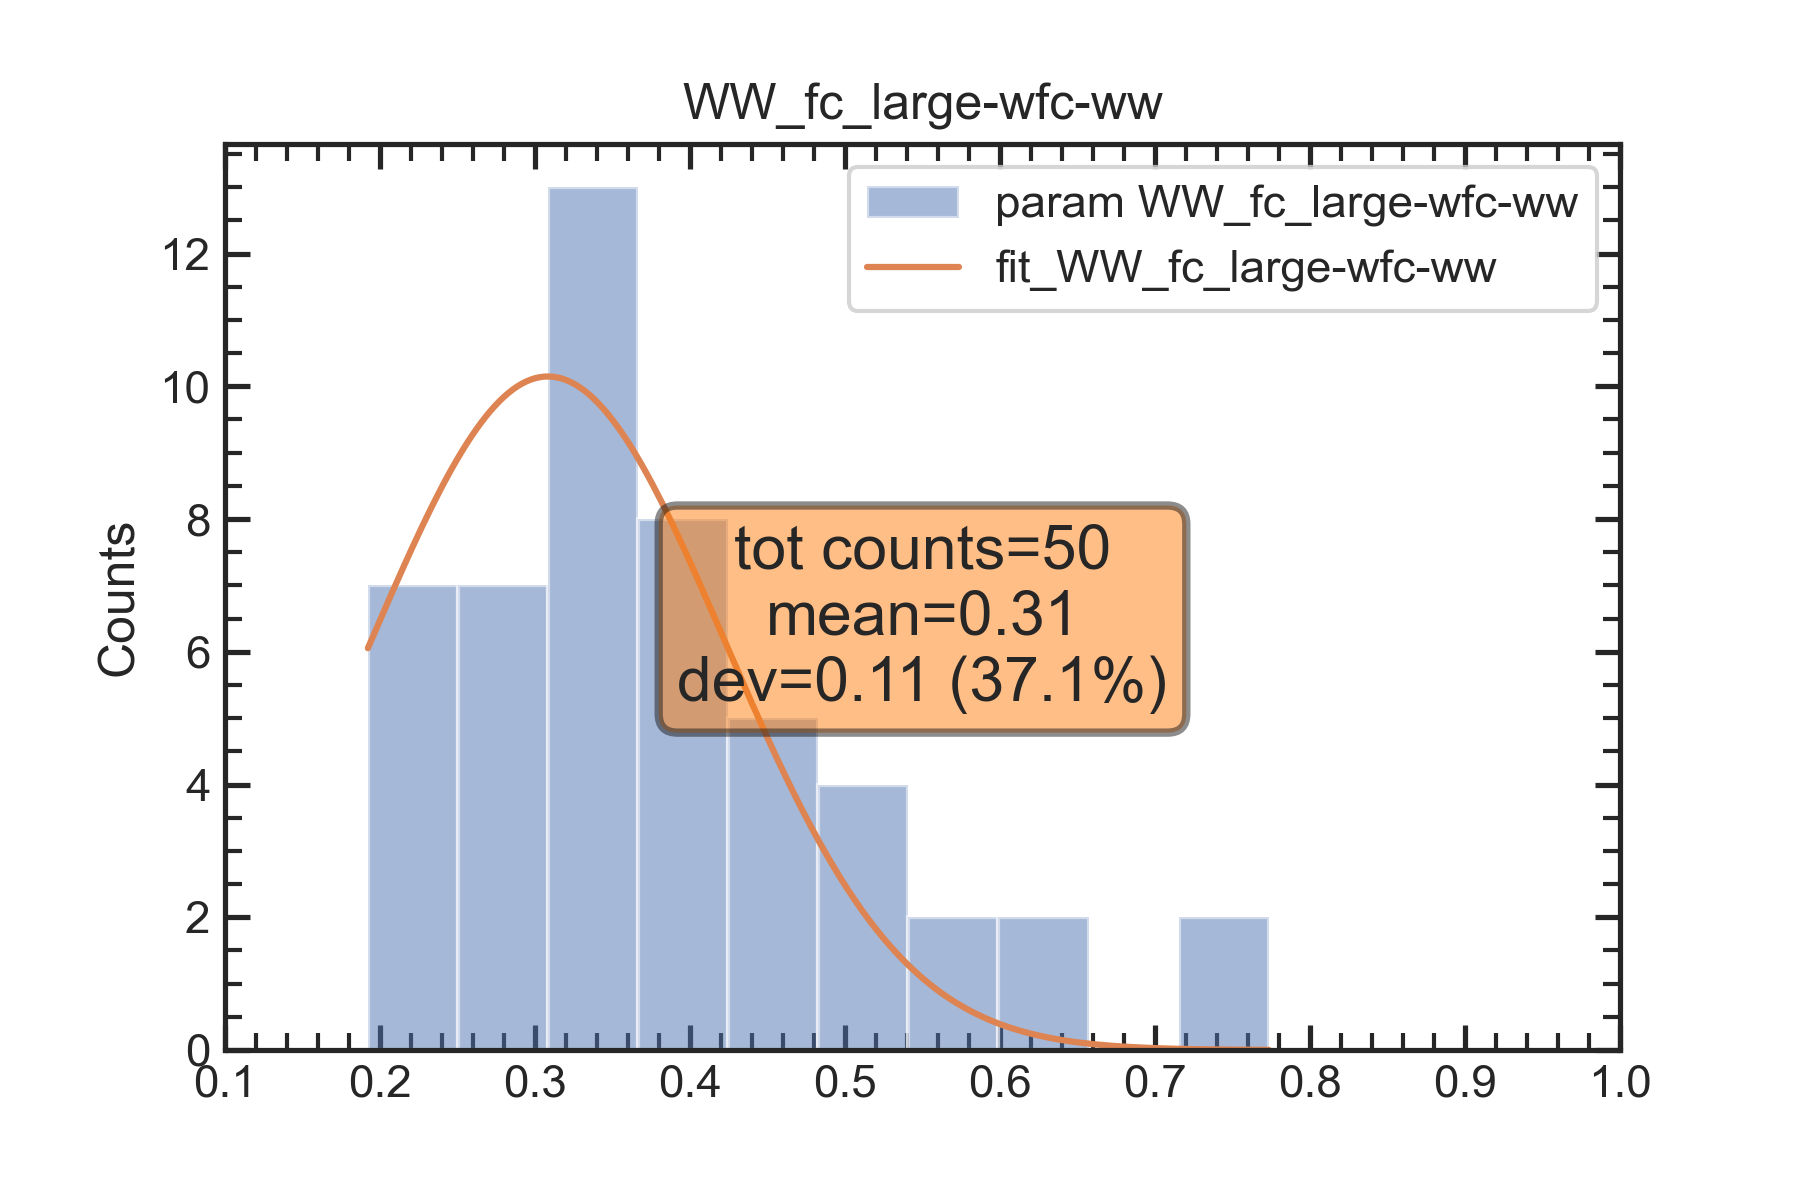 WW_fc_large-wfc-ww
param WW_fc_large-wfc-ww
fit_WW_fc_large-wfc-ww
12
10
8
6
4
2
0
Counts
tot counts=50
mean=0.31
dev=0.11 (37.1%)
0.1 0.2 0.3 0.4 0.5 0.6 0.7 0.8 0.9 1.0